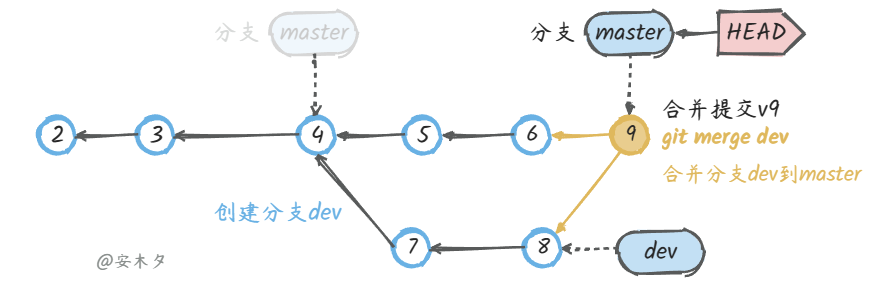 分支 master
分支 master
HEAD
2
3
4
5
6
9
合并提交v9
git merge dev
合并分支dev到master
创建分支dev
7
8
dev
@安木夕